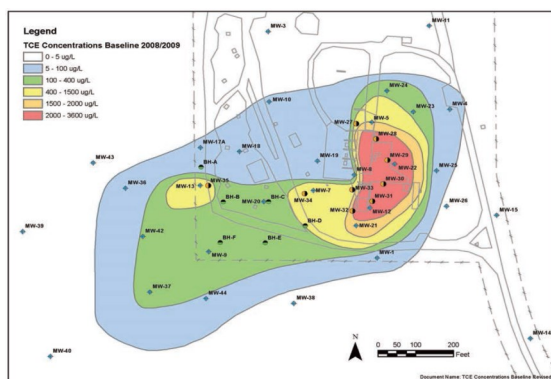 MW-3
MW-11
Legend
TCE Concentrations Baseline 2008/2009
0 - 5 ug/L
5 - 100 ug/L
100 - 400 ug/L
400 - 1500 ug/L
1500 - 2000 ug/L
2000 - 3600 ug/L
MW-24
MW-10
MW-23
MW-4
MW-27
MW-5
MW-28
MW-17A
MW-18
MW-43
BH-A
MW-19
MW-29
MW-22
MW-6
MW-25
MW-36
MW-13
MW-35
MW-7
MW-33
MW-30
BH-B
MW-20
BH-C
MW-34
MW-31
MW-32
MW-12
MW-26
MW-15
BH-D
MW-21
MW-39
MW-42
BH-F
BH-E
MW-9
MW-1
MW-37
MW-44
MW-38
MW-14
N
0 25 50 100 150 200
Feet
MW-40
Document Name: TCE Concentrations Baseline Revised